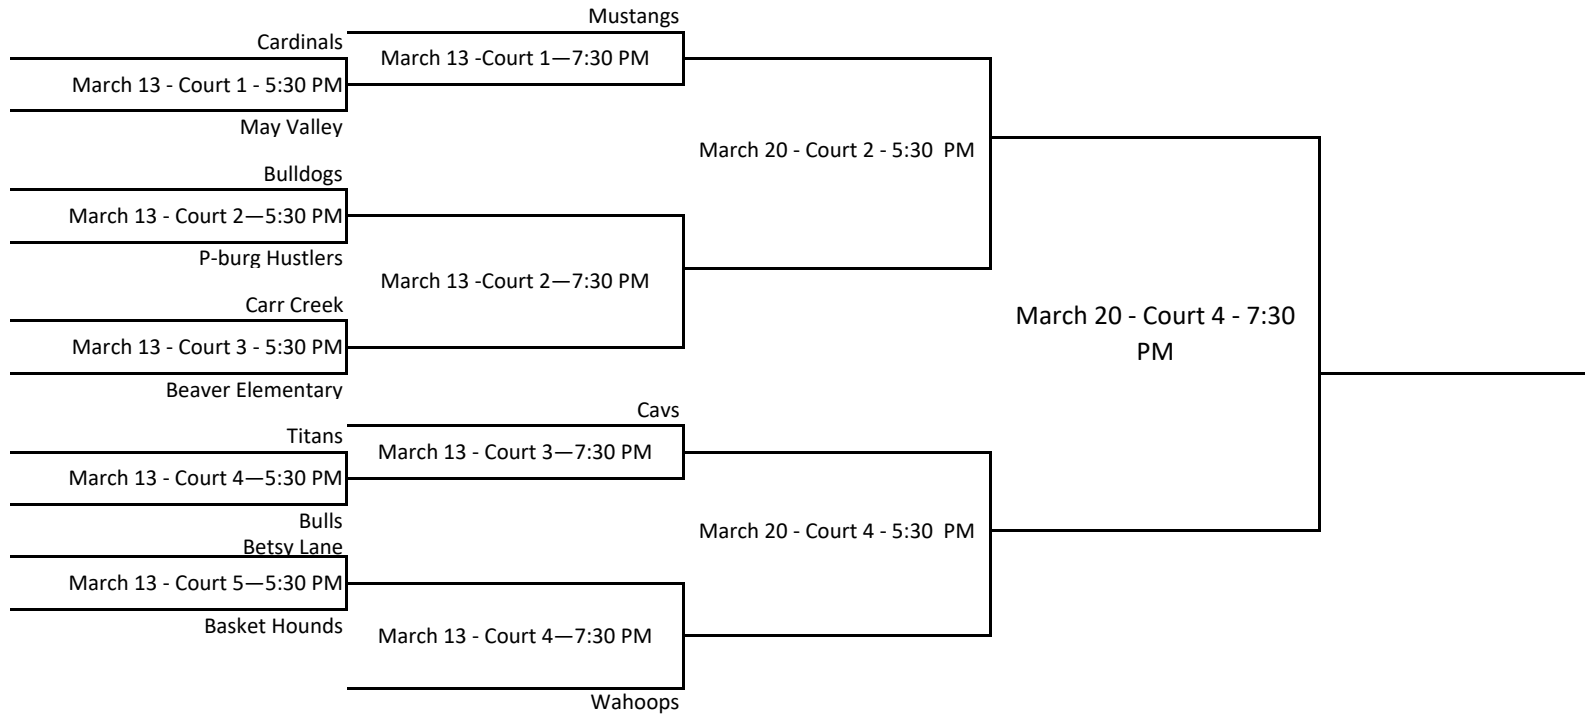 Mustangs
Cardinals
March 13 -Court 1—7:30 PM
March 13 - Court 1 - 5:30 PM
May Valley
March 20 - Court 2 - 5:30  PM
Bulldogs
March 13 - Court 2—5:30 PM
P-burg Hustlers
March 13 -Court 2—7:30 PM
Carr Creek
March 13 - Court 3 - 5:30 PM
Beaver Elementary
March 20 - Court 4 - 7:30
PM
Cavs
Titans
March 13 - Court 3—7:30 PM
March 13 - Court 4—5:30 PM
Bulls
March 20 - Court 4 - 5:30  PM
Betsy Lane
March 13 - Court 5—5:30 PM
Basket Hounds
March 13 - Court 4—7:30 PM
Wahoops